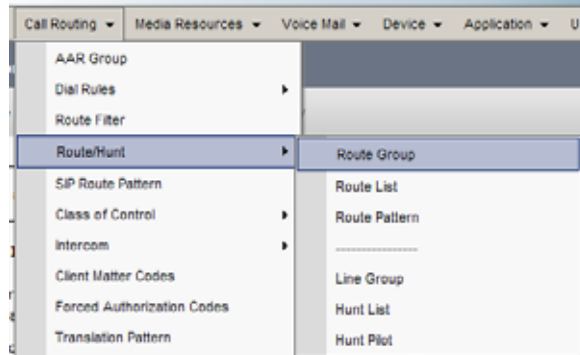 Call Routing Media Resources Voice Mail Device Application U
AAR Group
Dial Rules
Route Filter
Route/Hunt
SIP Route Pattern
Class of Control
Intercom
Client Matter Codes
Forced Authorization Codes
Translation Pattern
Route Group
Route List
Route Pattern
----------------
Line Group
Hunt List
Hunt Pilot